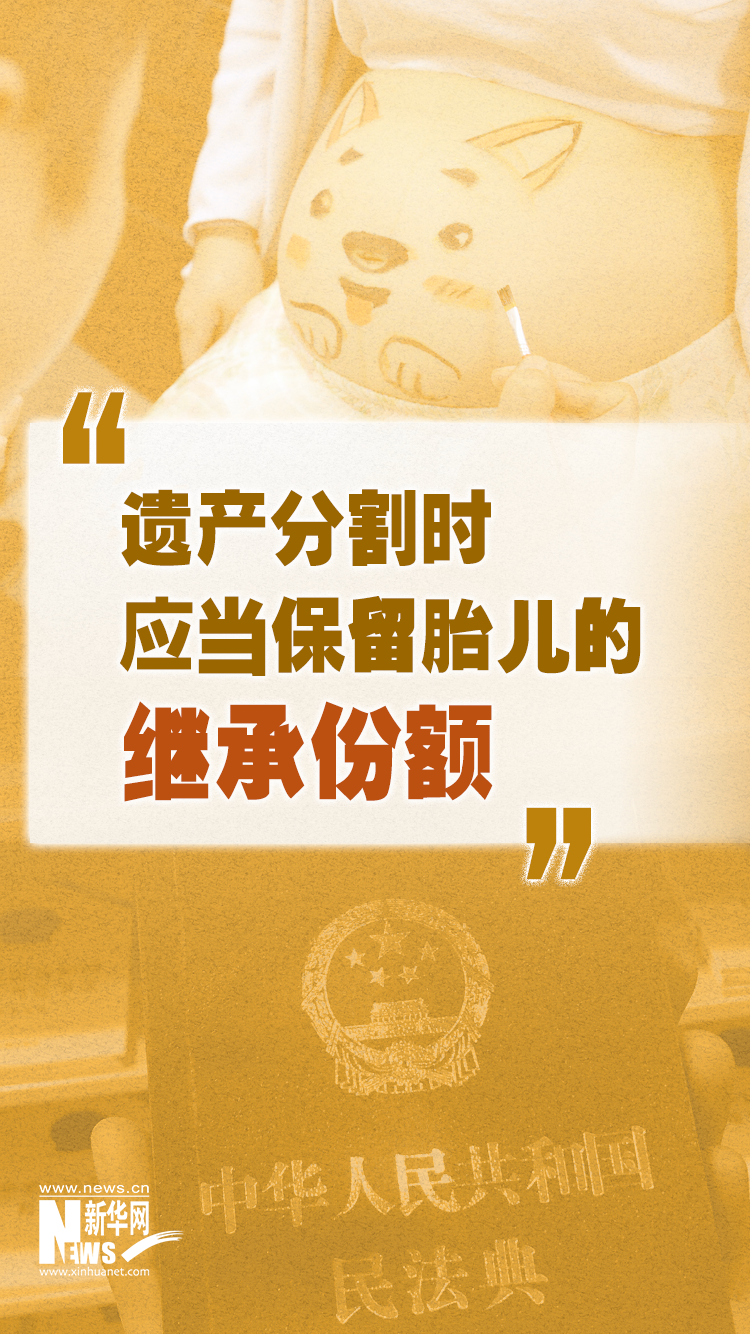 “
遗产分割时
应当保留胎儿的
继承份额
”
中华人民共和国
民法典
www.news.cn
NEWS 新华网
www.xinhuanet.com